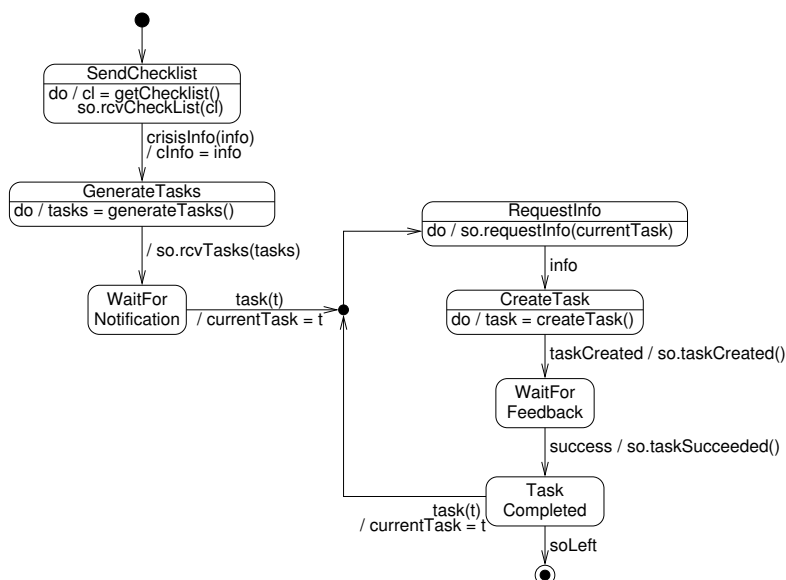 SendChecklist
do / cl = getChecklist()
so.rcvCheckList(cl)
crisisInfo(info)
/ cInfo = info
GenerateTasks
do / tasks = generateTasks()
/ so.rcvTasks(tasks)
WaitFor
Notification
task(t)
/ currentTask = t
RequestInfo
do / so.requestInfo(currentTask)
info
CreateTask
do / task = createTask()
taskCreated / so.taskCreated()
WaitFor
Feedback
success / so.taskSucceeded()
Task
Completed
task(t)
/ currentTask = t
soLeft